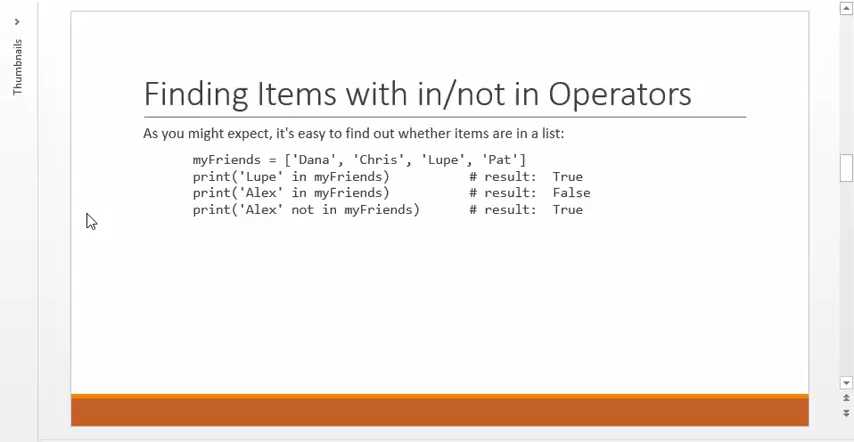 Thumbnails
Finding Items with in/not in Operators
As you might expect, it's easy to find out whether items are in a list:
myFriends = ['Dana', 'Chris', 'Lupe', 'Pat']
print('Lupe' in myFriends) # result: True
print('Alex' in myFriends) # result: False
print('Alex' not in myFriends) # result: True